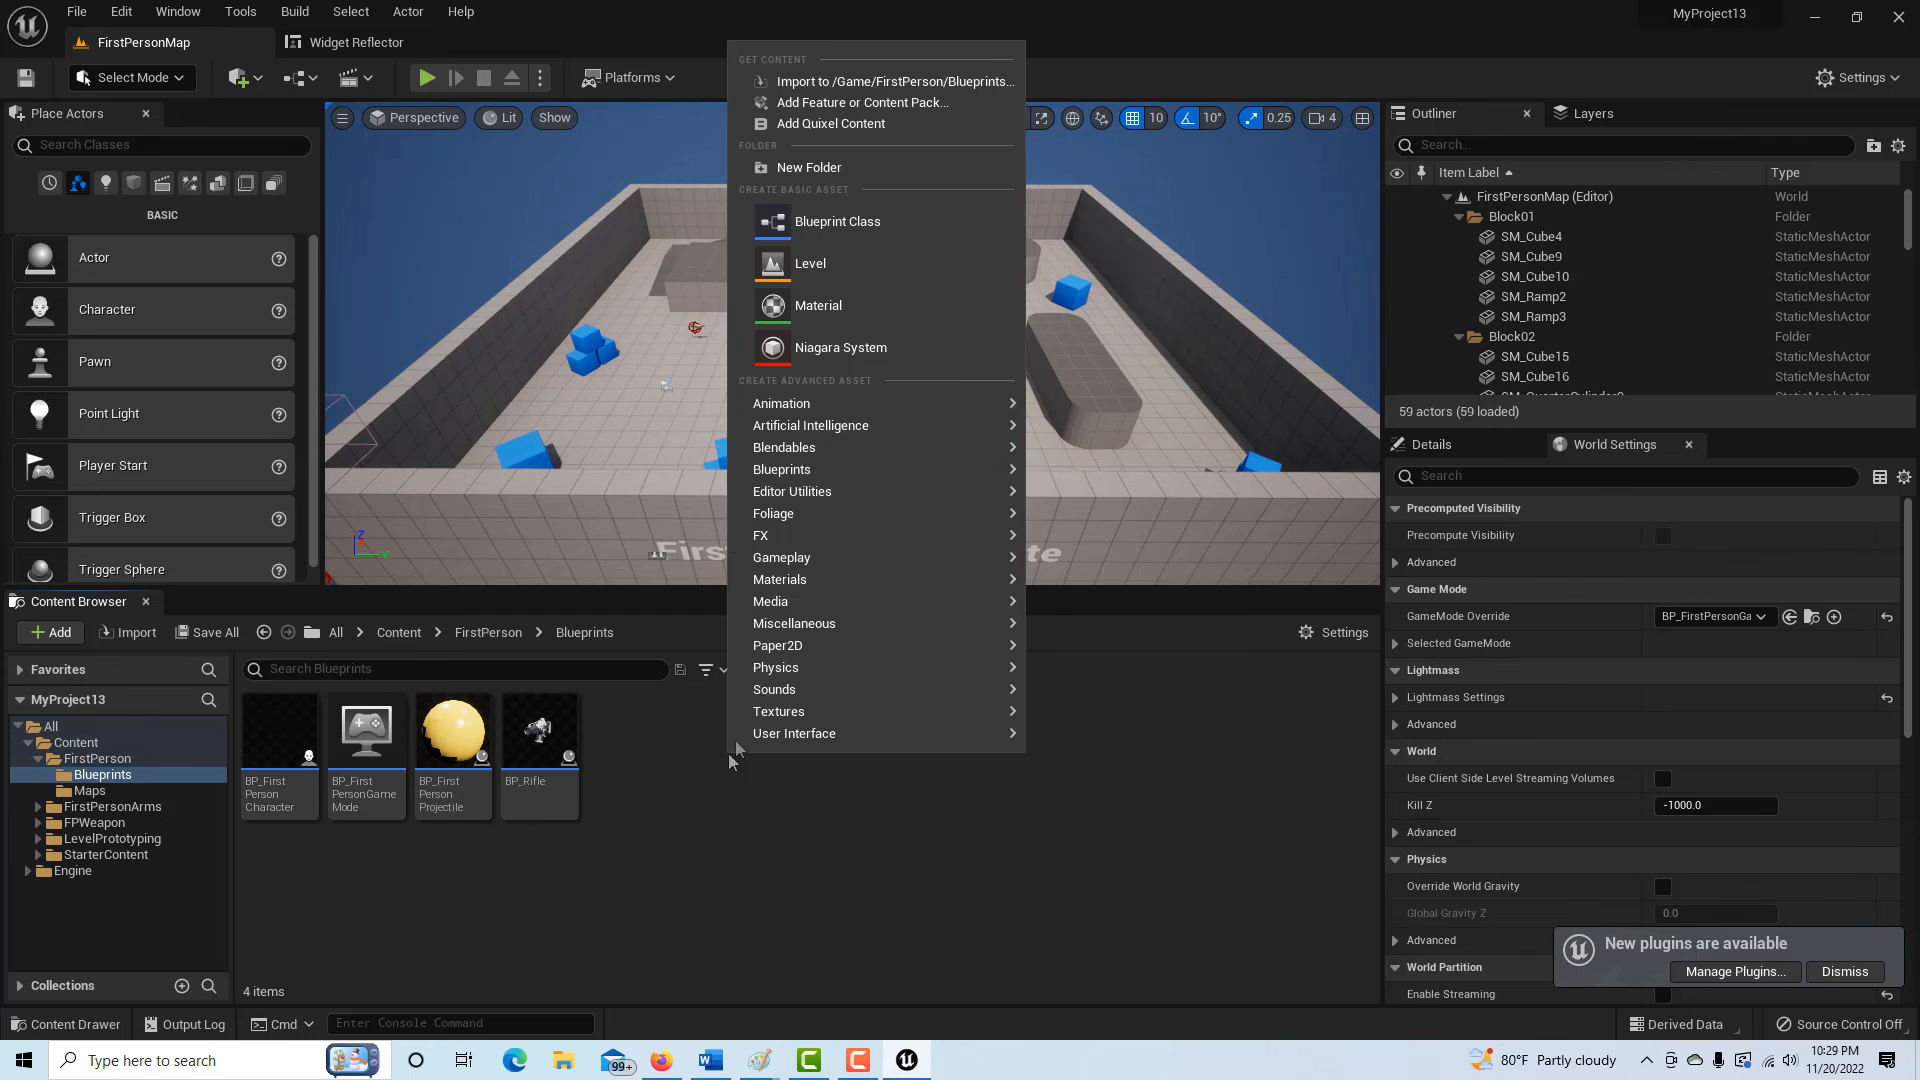 File Edit Window Tools Build Select Actor Help
MyProject13
FirstPersonMap
Widget Reflector
Select Mode
Platforms
Settings
Place Actors
Search Classes
BASIC
Actor
Character
Pawn
Point Light
Player Start
Trigger Box
Trigger Sphere
Perspective Lit Show
10 10° 0.25 4
Firs
te
Z
Y
GET CONTENT
Import to /Game/FirstPerson/Blueprints...
Add Feature or Content Pack...
Add Quixel Content
FOLDER
New Folder
CREATE BASIC ASSET
Blueprint Class
Level
Material
Niagara System
CREATE ADVANCED ASSET
Animation
Artificial Intelligence
Blendables
Blueprints
Editor Utilities
Foliage
FX
Gameplay
Materials
Media
Miscellaneous
Paper2D
Physics
Sounds
Textures
User Interface
Outliner
Layers
Search...
Item Label Type
FirstPersonMap (Editor) World
Block01 Folder
SM_Cube4 StaticMeshActor
SM_Cube9 StaticMeshActor
SM_Cube10 StaticMeshActor
SM_Ramp2 StaticMeshActor
SM_Ramp3 StaticMeshActor
Block02 Folder
SM_Cube15 StaticMeshActor
SM_Cube16 StaticMeshActor
59 actors (59 loaded)
Details
World Settings
Search
Precomputed Visibility
Precompute Visibility
Advanced
Game Mode
GameMode Override BP_FirstPersonGa
Selected GameMode
Lightmass
Lightmass Settings
Advanced
World
Use Client Side Level Streaming Volumes
Kill Z -1000.0
Advanced
Physics
Override World Gravity
Global Gravity Z 0.0
Advanced
World Partition
Enable Streaming
New plugins are available
Manage Plugins... Dismiss
Content Browser
Add Import Save All All Content FirstPerson Blueprints Settings
Favorites
MyProject13
All
Content
FirstPerson
Blueprints
Maps
FirstPersonArms
FPWeapon
LevelPrototyping
StarterContent
Engine
Collections
Search Blueprints
BP_First
Person
Character
BP_First
PersonGame
Mode
BP_First
Person
Projectile
BP_Rifle
4 items
Content Drawer Output Log Cmd Enter Console Command Derived Data Source Control Off
Type here to search
99+
80°F Partly cloudy
10:29 PM
11/20/2022